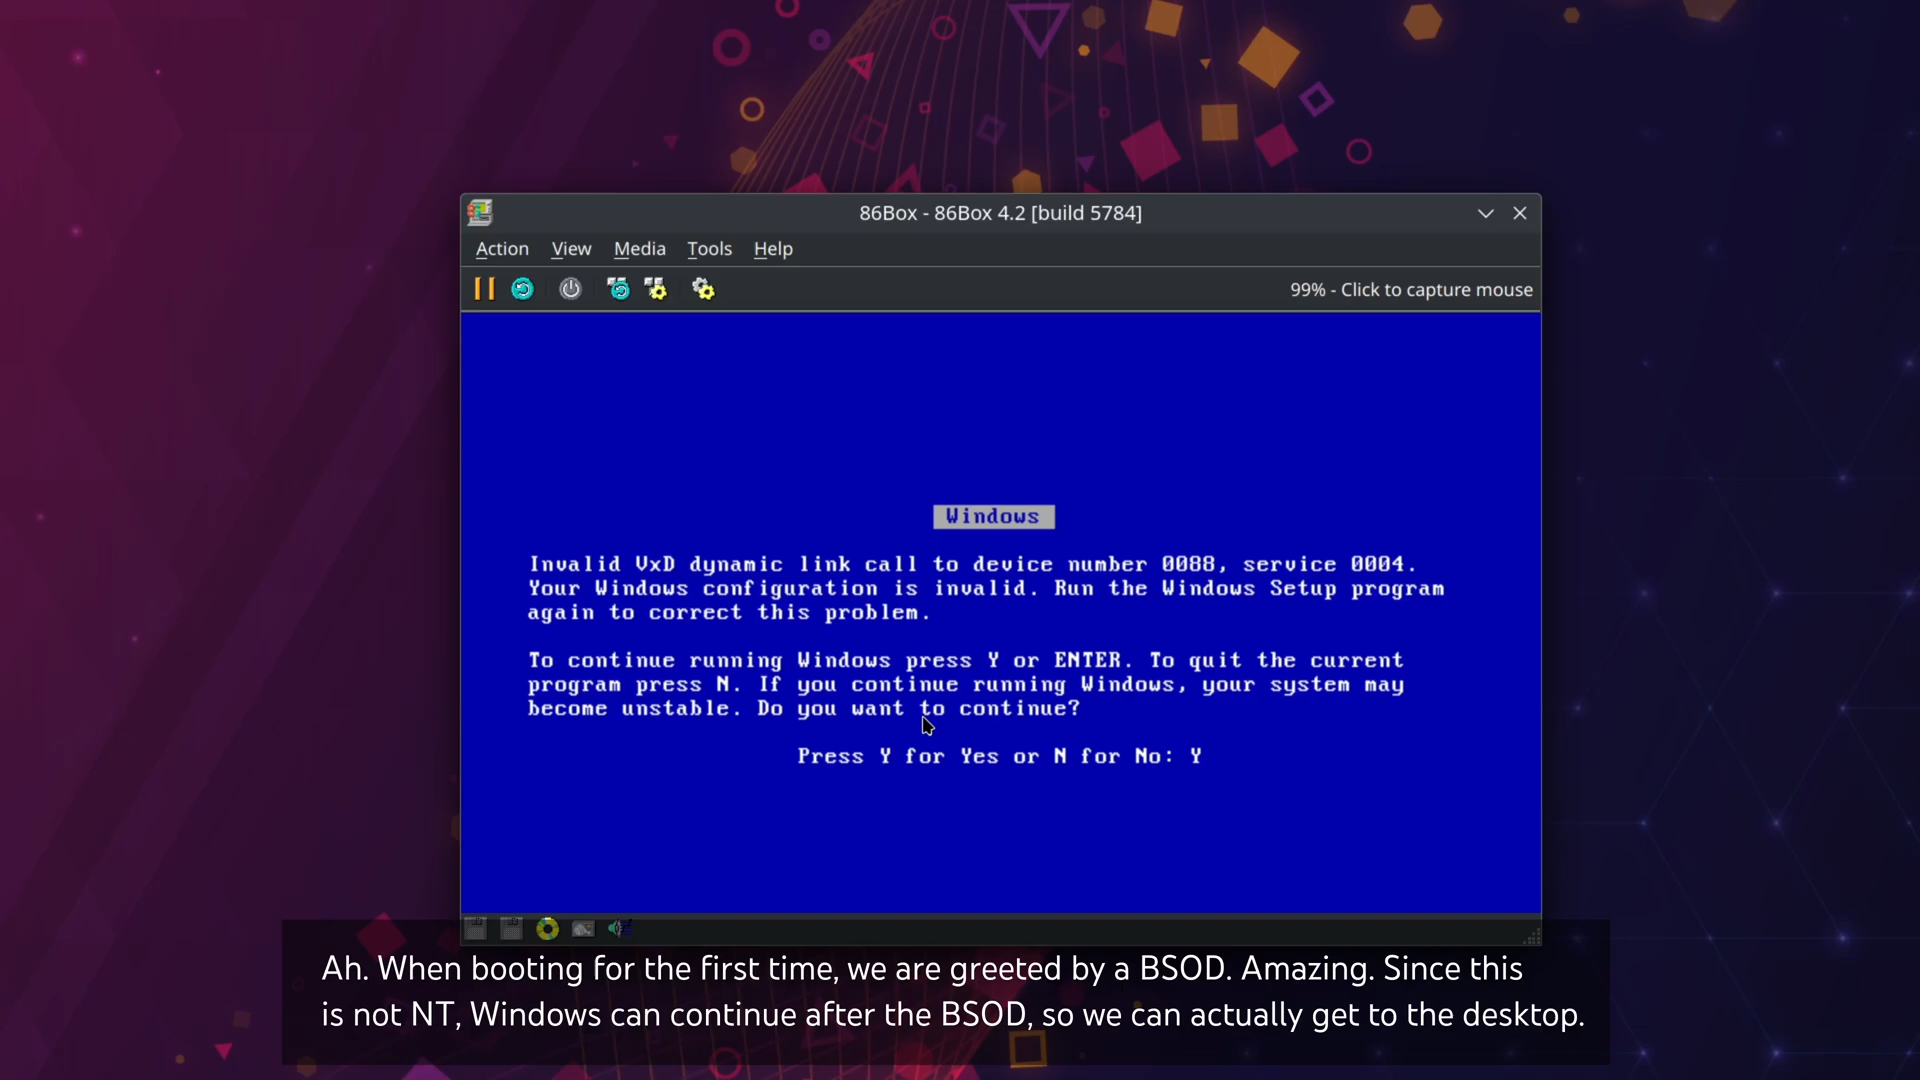 86Box - 86Box 4.2 [build 5784]
Action View Media Tools Help
99% - Click to capture mouse
Windows
Invalid VxD dynamic link call to device number 0088, service 0004.
Your Windows configuration is invalid. Run the Windows Setup program
again to correct this problem.
To continue running Windows press Y or ENTER. To quit the current
program press N. If you continue running Windows, your system may
become unstable. Do you want to continue?
Press Y for Yes or N for No: Y
Ah. When booting for the first time, we are greeted by a BSOD. Amazing. Since this
is not NT, Windows can continue after the BSOD, so we can actually get to the desktop.